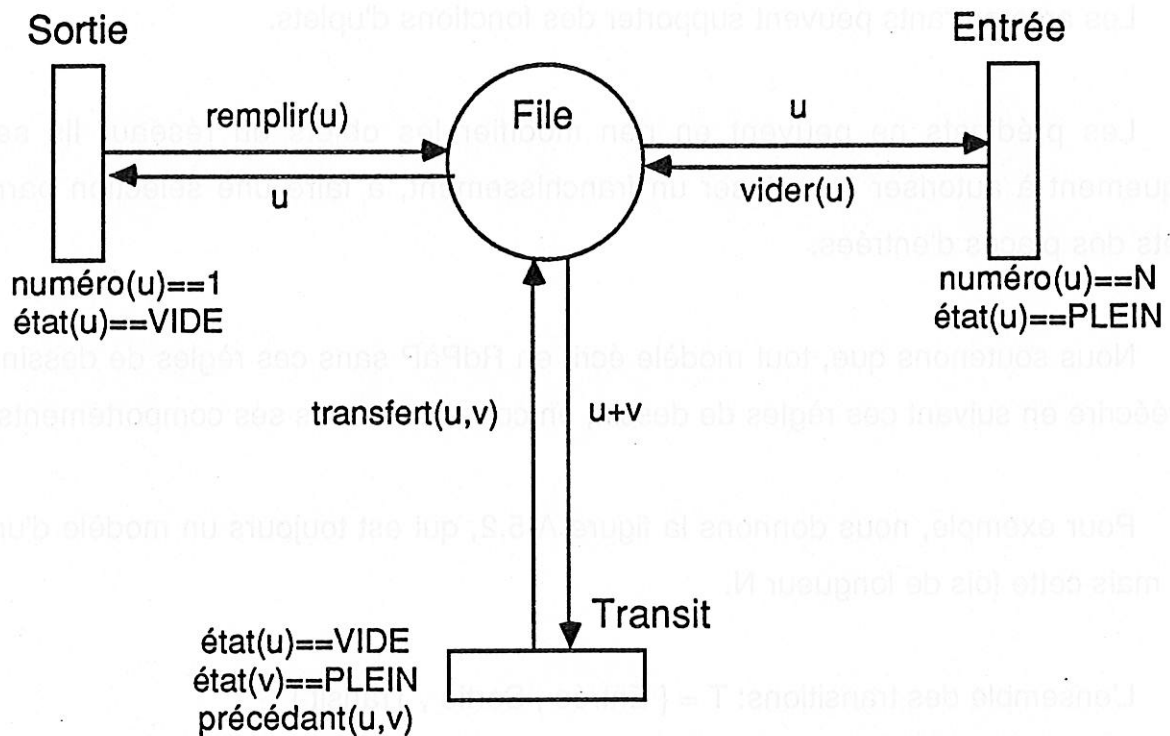 Sortie
Entrée
File
remplir(u)
u
u
vider(u)
numéro(u)==1
état(u)==VIDE
numéro(u)==N
état(u)==PLEIN
transfert(u,v)
u+v
Transit
état(u)==VIDE
état(v)==PLEIN
précédant(u,v)